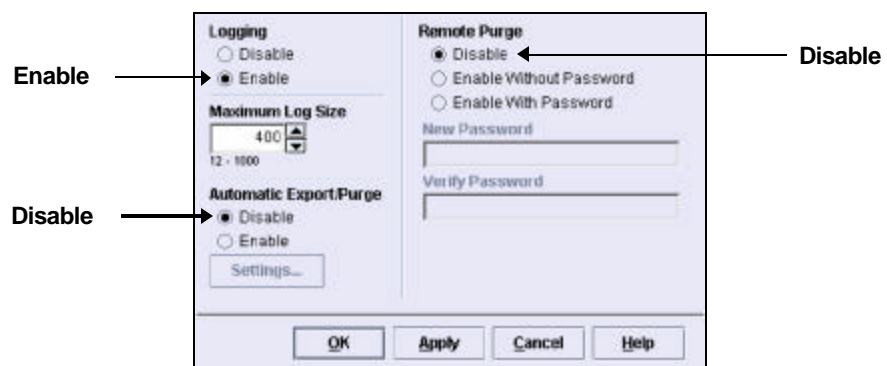 Enable
Disable
Disable
Logging
Disable
Enable
Maximum Log Size
400
12 - 1000
Automatic Export/Purge
Disable
Enable
Settings...
Remote Purge
Disable
Enable Without Password
Enable With Password
New Password
Verify Password
OK
Apply
Cancel
Help